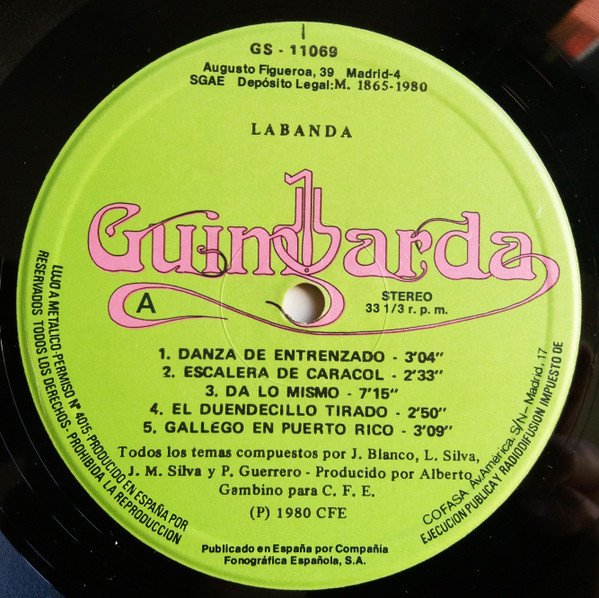 GS - 11069
Augusto Figueroa, 39 Madrid-4
SGAE Depósito Legal: M. 1865-1980
LABANDA
Guimbarda
A
STEREO
33 1/3 r. p. m.
1. DANZA DE ENTRENZADO - 3'04"
2. ESCALERA DE CARACOL - 2'33"
3. DA LO MISMO - 7'15"
4. EL DUENDECILLO TIRADO - 2'50"
5. GALLEGO EN PUERTO RICO - 3'09"
Todos los temas compuestos por J. Blanco, L. Silva,
J. M. Silva y P. Guerrero - Producido por Alberto
Gambino para C. F. E.
(P) 1980 CFE
Publicado en España por Compañia
Fonográfica Española, S.A.
LUJO A METALICO-PERMISO Nº 4015 PRODUCIDO EN ESPAÑA POR
RESERVADOS TODOS LOS DERECHOS.- PROHIBIDA LA REPRODUCCION
COFASA, Av.América, S/N- Madrid, 17
EJECUCION PUBLICA Y RADIODIFUSION IMPUESTO DE